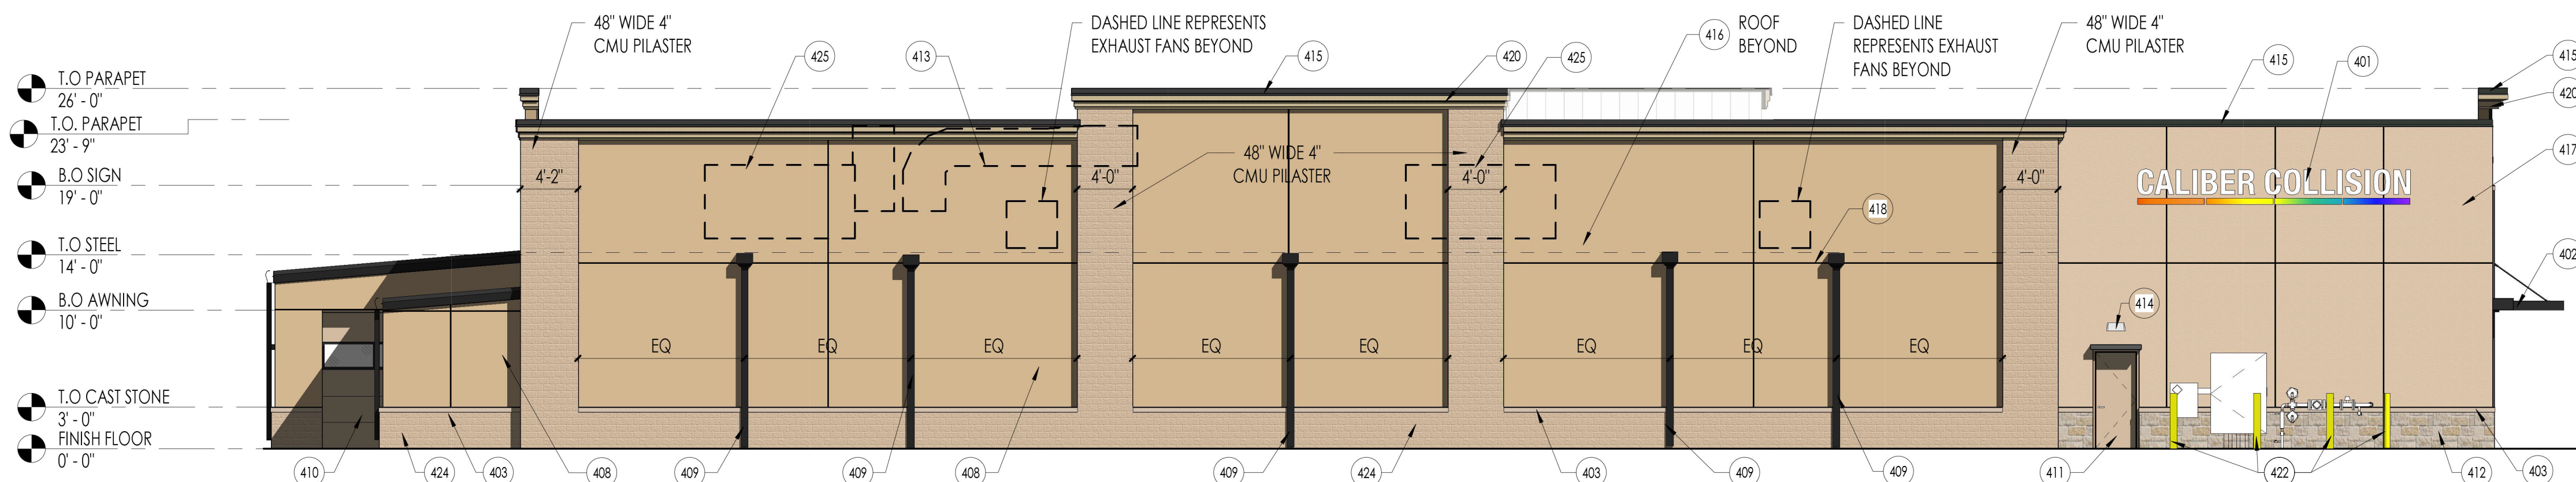 48" WIDE 4"
CMU PILASTER
DASHED LINE REPRESENTS
EXHAUST FANS BEYOND
416
ROOF
BEYOND
DASHED LINE
REPRESENTS EXHAUST
FANS BEYOND
48" WIDE 4"
CMU PILASTER
425
413
415
420
425
415
401
415
420
T.O PARAPET
26' - 0"
T.O. PARAPET
23' - 9"
B.O SIGN
19' - 0"
T.O STEEL
14' - 0"
B.O AWNING
10' - 0"
T.O CAST STONE
3' - 0"
FINISH FLOOR
0' - 0"
4'-2"
4'-0"
48" WIDE 4"
CMU PILASTER
4'-0"
4'-0"
417
CALIBER COLLISION
418
402
414
EQ
EQ
EQ
EQ
EQ
EQ
EQ
EQ
410
424
403
408
409
409
408
409
424
403
409
409
411
422
412
403